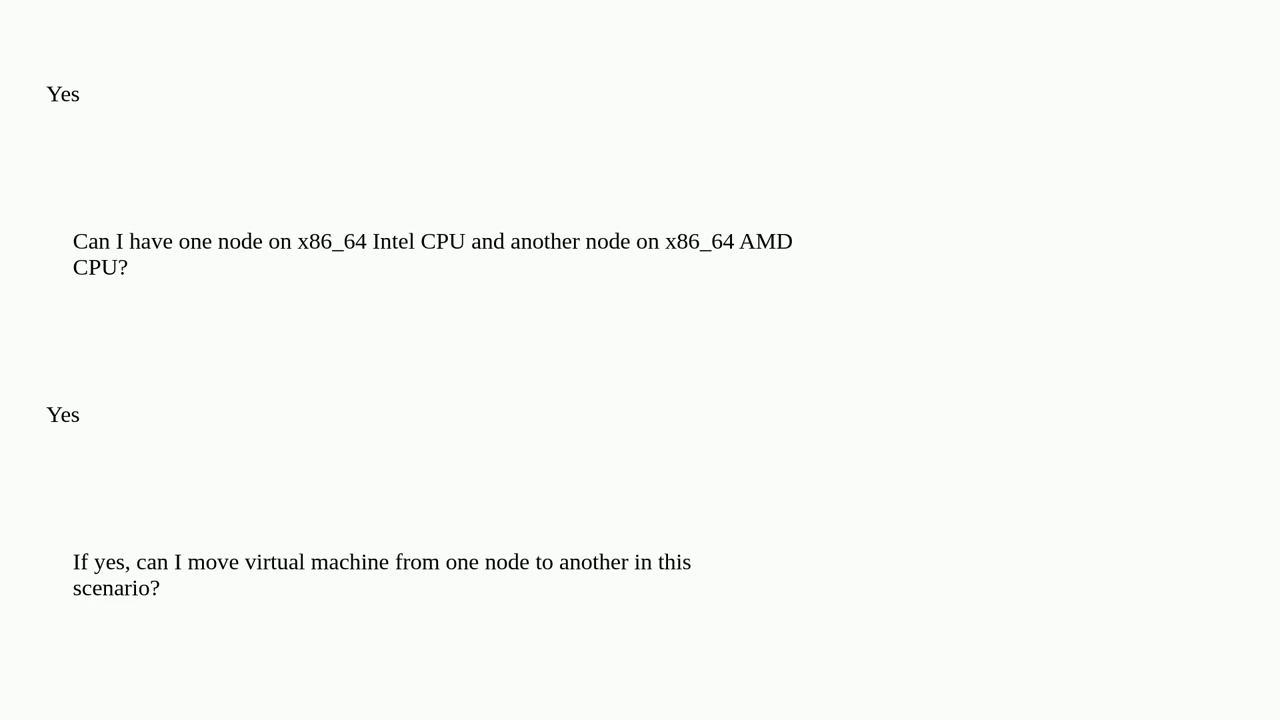 Yes
Can I have one node on x86_64 Intel CPU and another node on x86_64 AMD
CPU?
Yes
If yes, can I move virtual machine from one node to another in this
scenario?